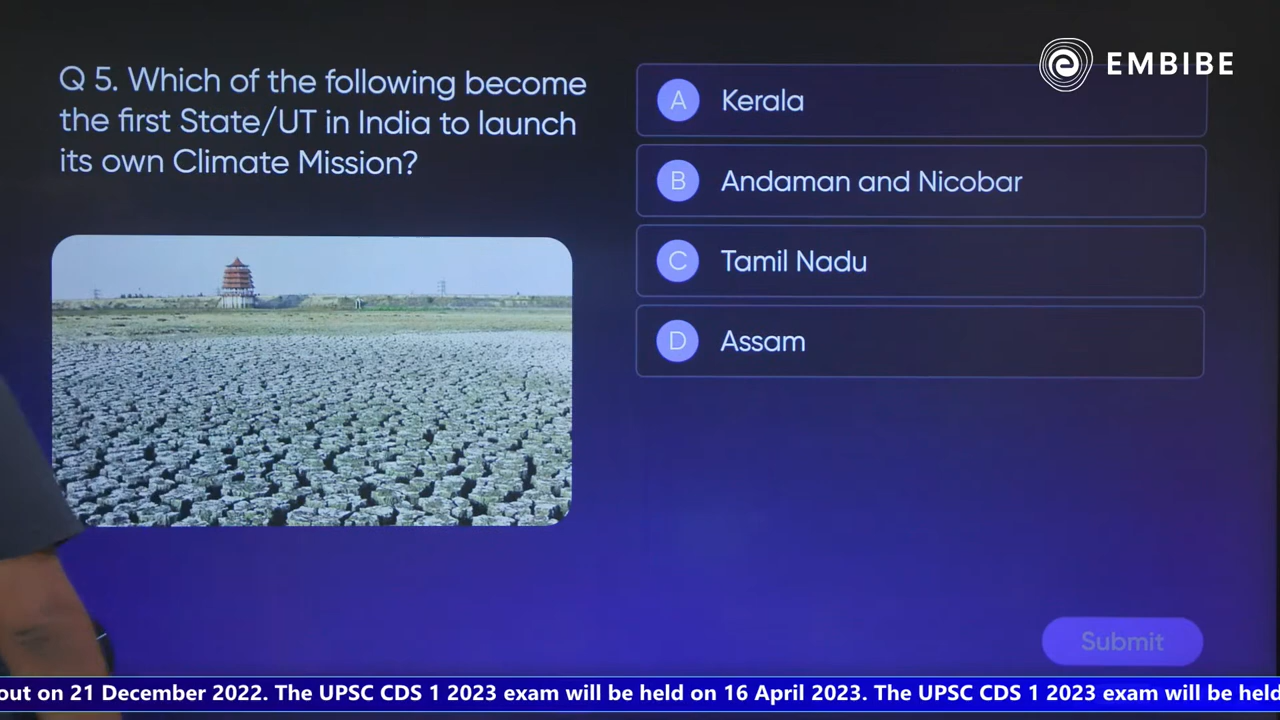 EMBIBE
Q 5. Which of the following become
the first State/UT in India to launch
its own Climate Mission?
A Kerala
B Andaman and Nicobar
C Tamil Nadu
D Assam
Submit
out on 21 December 2022. The UPSC CDS 1 2023 exam will be held on 16 April 2023. The UPSC CDS 1 2023 exam will be held